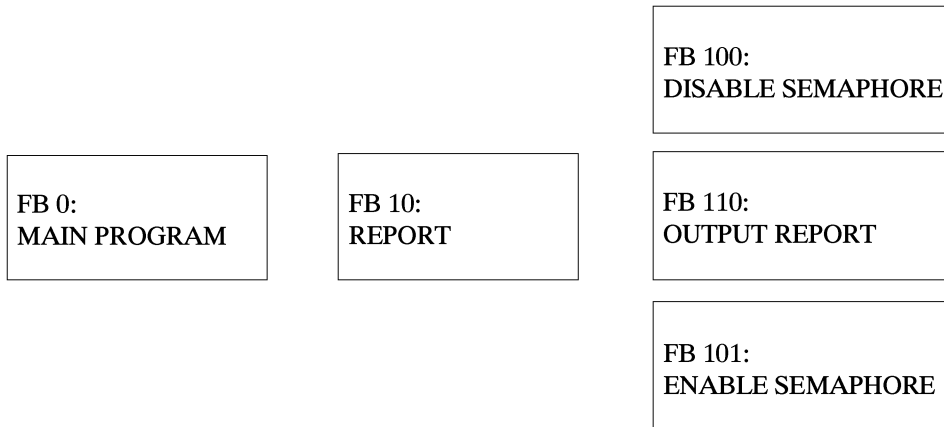 FB 100:
DISABLE SEMAPHORE
FB 0:
MAIN PROGRAM
FB 10:
REPORT
FB 110:
OUTPUT REPORT
FB 101:
ENABLE SEMAPHORE